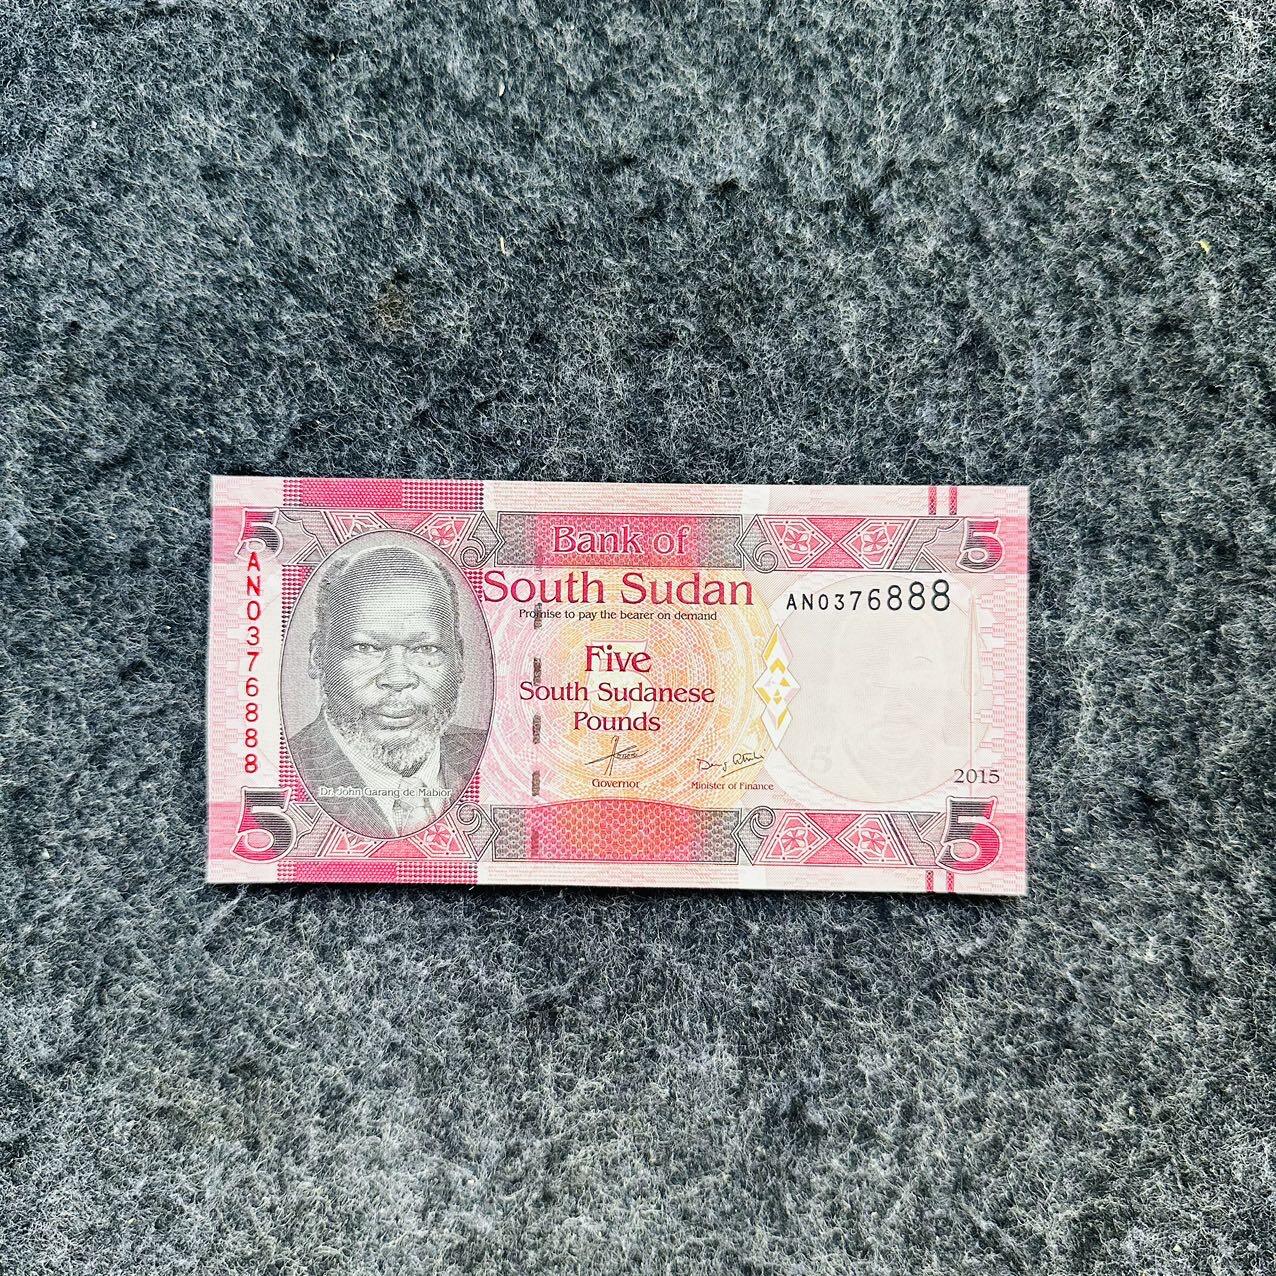 5
5
Bank of
South Sudan
Promise to pay the bearer on demand
AN0376888
AN0376888
Five
South Sudanese
Pounds
Governor
Minister of Finance
Dr. John Garang de Mabior
2015
5
5
5